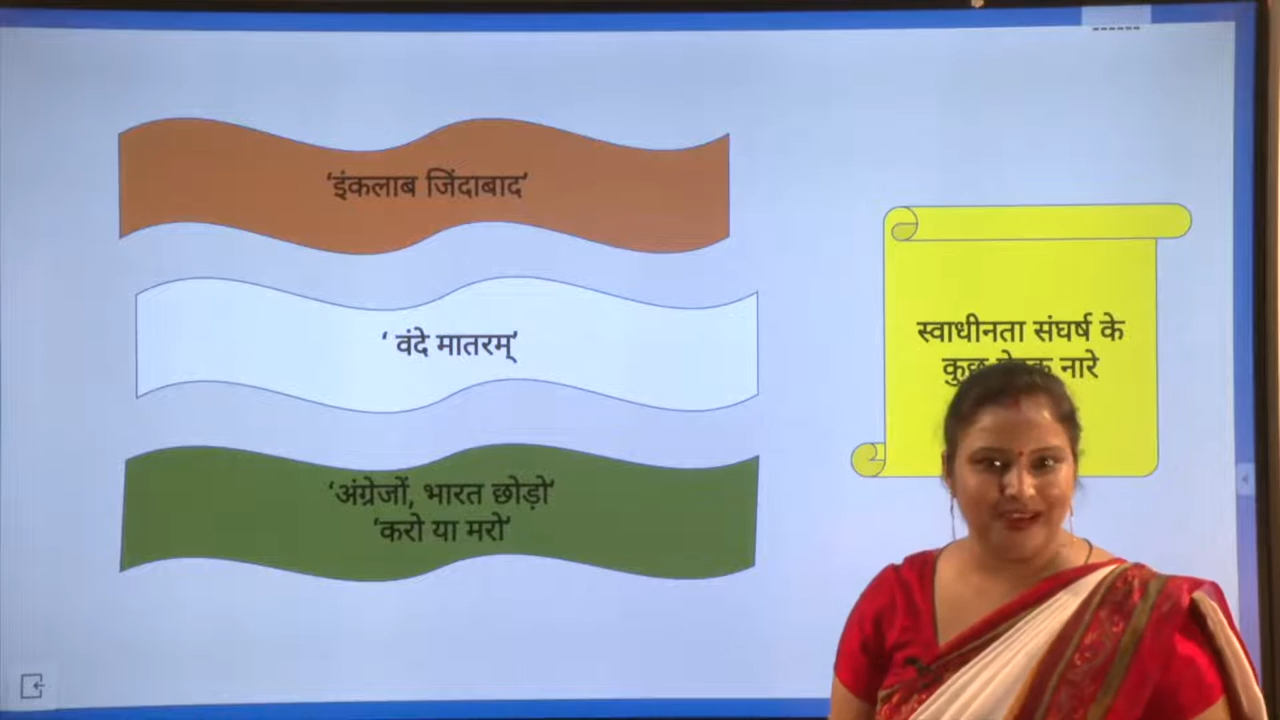 ‘इंकलाब जिंदाबाद’
‘ वंदे मातरम्’
‘अंग्रेजों, भारत छोड़ो’
‘करो या मरो’
स्वाधीनता संघर्ष के
कुछ नारे